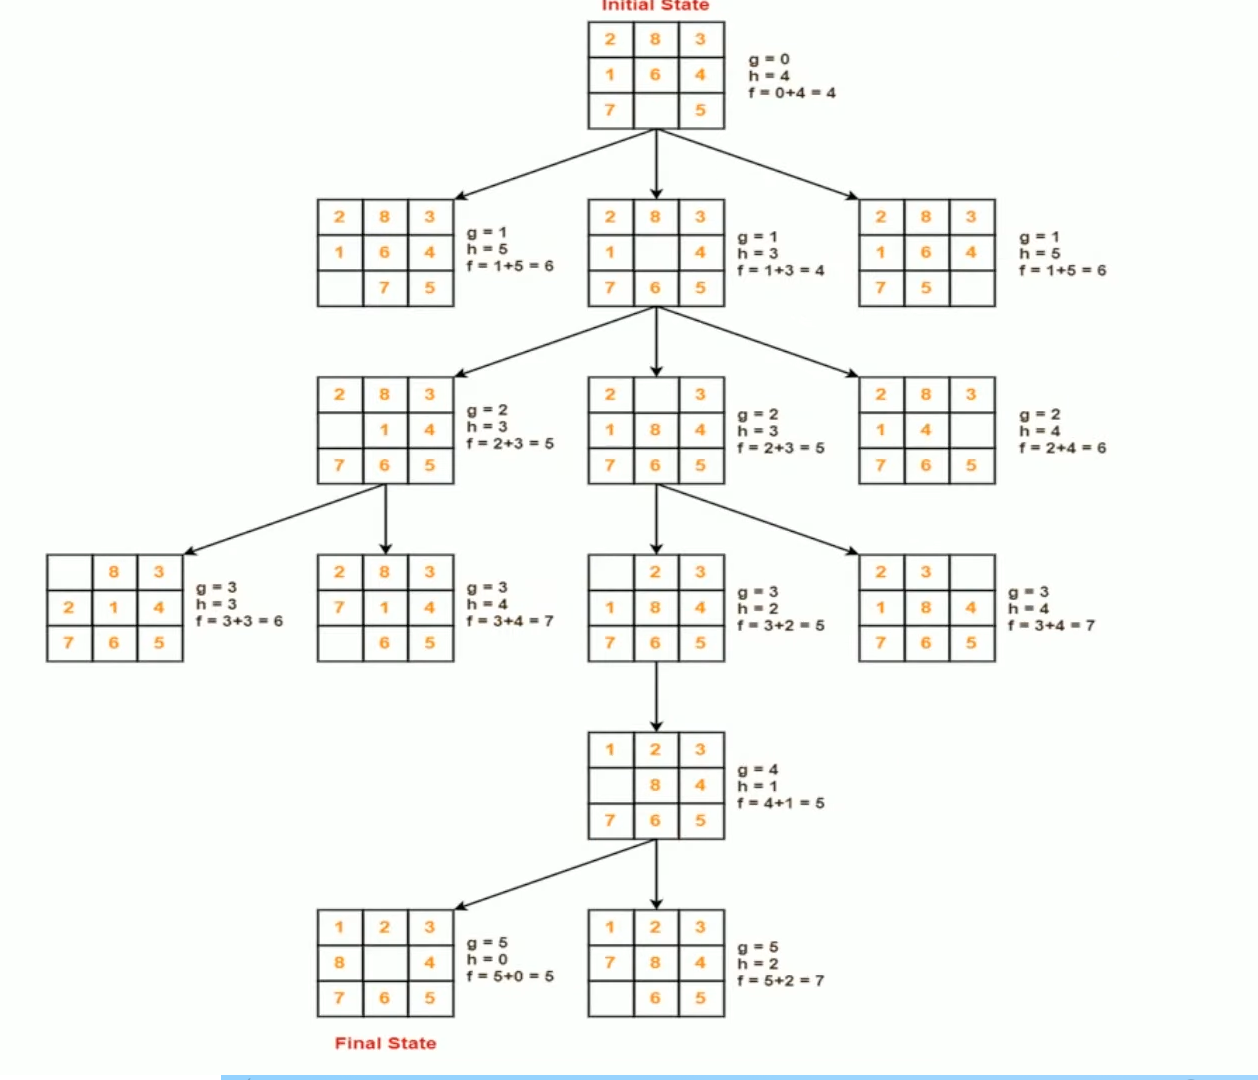 Initial State
2 8 3
1 6 4
7 5
g = 0
h = 4
f = 0+4 = 4
2 8 3
1 6 4
7 5
g = 1
h = 5
f = 1+5 = 6
2 8 3
1 4
7 6 5
g = 1
h = 3
f = 1+3 = 4
2 8 3
1 6 4
7 5
g = 1
h = 5
f = 1+5 = 6
2 8 3
1 4
7 6 5
g = 2
h = 3
f = 2+3 = 5
2 3
1 8 4
7 6 5
g = 2
h = 3
f = 2+3 = 5
2 8 3
1 4
7 6 5
g = 2
h = 4
f = 2+4 = 6
8 3
2 1 4
7 6 5
g = 3
h = 3
f = 3+3 = 6
2 8 3
7 1 4
6 5
g = 3
h = 4
f = 3+4 = 7
2 3
1 8 4
7 6 5
g = 3
h = 2
f = 3+2 = 5
2 3
1 8 4
7 6 5
g = 3
h = 4
f = 3+4 = 7
1 2 3
8 4
7 6 5
g = 4
h = 1
f = 4+1 = 5
1 2 3
8 4
7 6 5
g = 5
h = 0
f = 5+0 = 5
1 2 3
7 8 4
6 5
g = 5
h = 2
f = 5+2 = 7
Final State